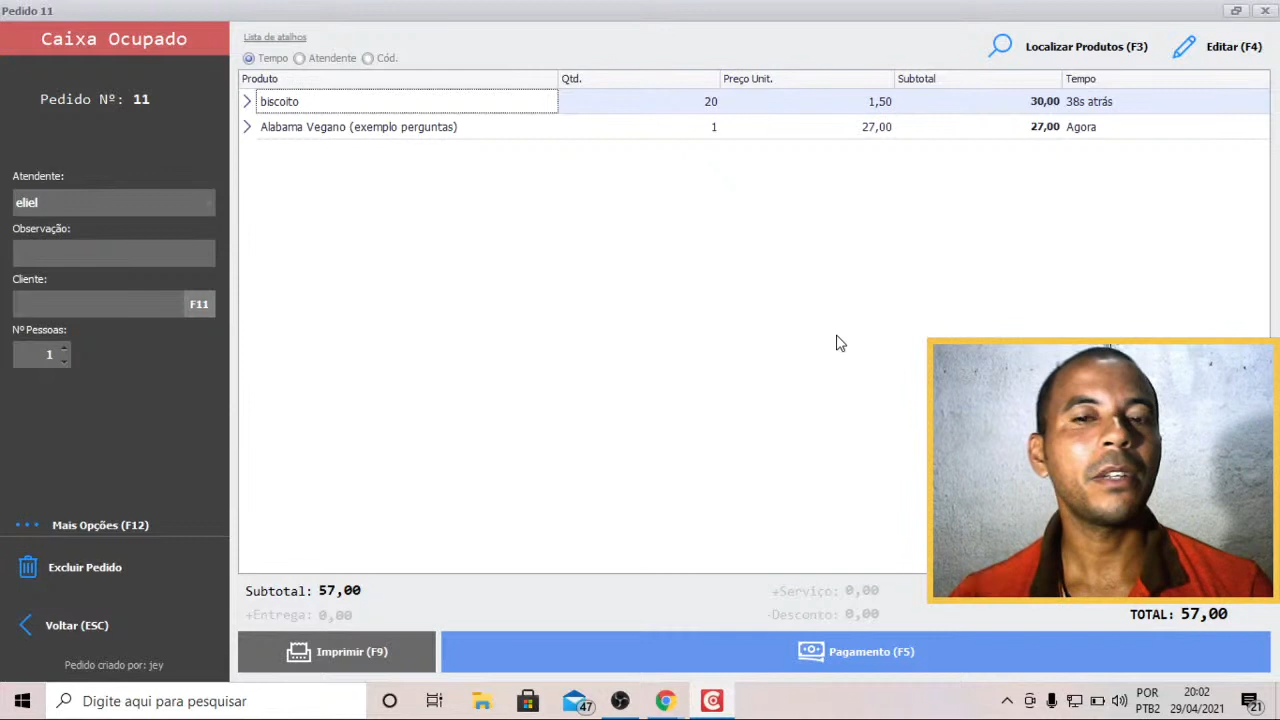 Pedido 11
Caixa Ocupado
Lista de atalhos
Localizar Produtos (F3)
Editar (F4)
Tempo Atendente Cód.
Produto Qtd. Preço Unit. Subtotal Tempo
biscoito 20 1,50 30,00 38s atrás
Alabama Vegano (exemplo perguntas) 1 27,00 27,00 Agora
Pedido Nº: 11
Atendente:
eliel
Observação:
Cliente:
F11
Nº Pessoas:
1
Mais Opções (F12)
Excluir Pedido
Voltar (ESC)
Pedido criado por: jey
Subtotal: 57,00
+Serviço: 0,00
+Entrega: 0,00
-Desconto: 0,00
TOTAL: 57,00
Imprimir (F9)
Pagamento (F5)
Digite aqui para pesquisar
47
POR
PTB2
20:02
29/04/2021
21